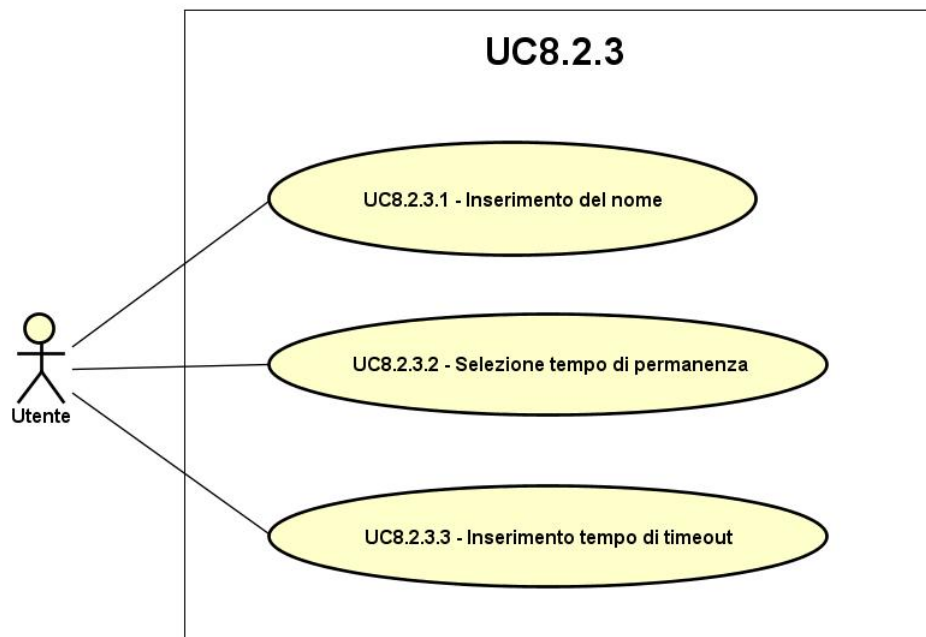 UC8.2.3
UC8.2.3.1 - Inserimento del nome
UC8.2.3.2 - Selezione tempo di permanenza
Utente
UC8.2.3.3 - Inserimento tempo di timeout